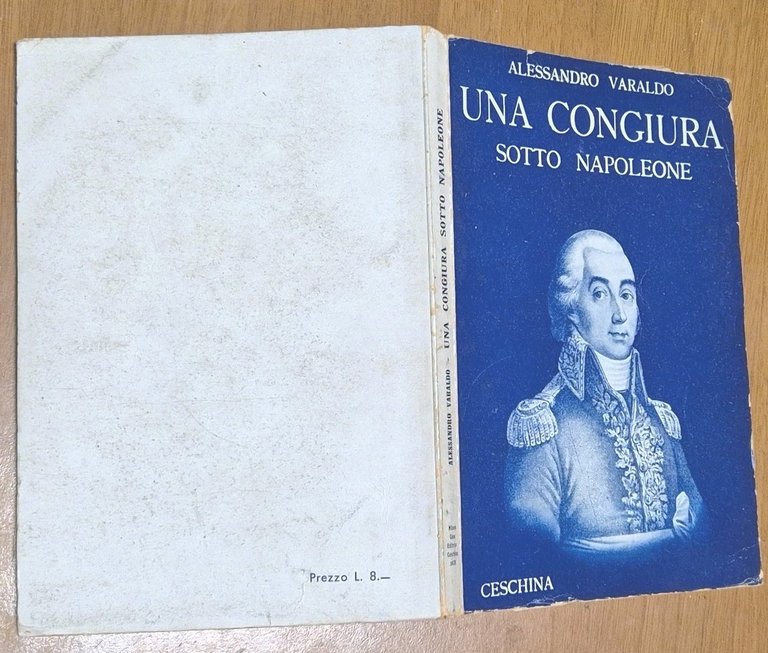 ALESSANDRO VARALDO
UNA CONGIURA
SOTTO NAPOLEONE
CESCHINA
ALESSANDRO VARALDO - UNA CONGIURA SOTTO NAPOLEONE
Prezzo L. 8.—